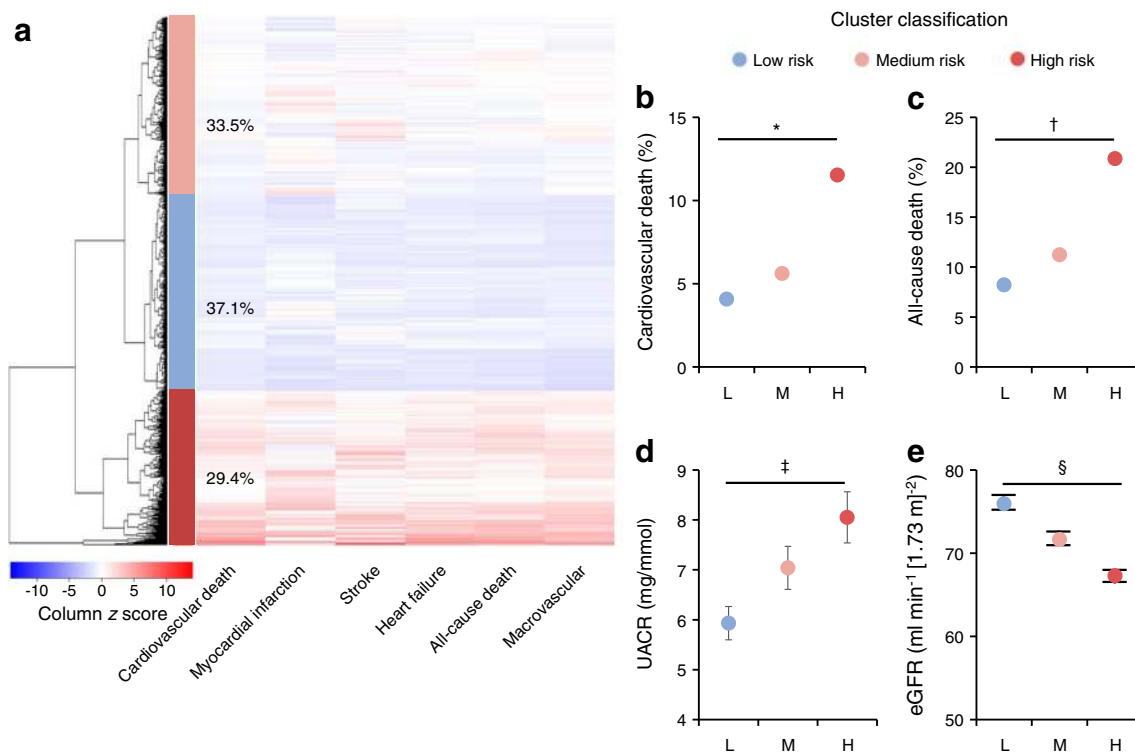 Cluster classification
Low risk Medium risk High risk
a
33.5%
37.1%
29.4%
-10 -5 0 5 10
Column z score
Cardiovascular death
Myocardial infarction
Stroke
Heart failure
All-cause death
Macrovascular
b
Cardiovascular death (%)
15
10
5
0
*
L M H
c
All-cause death (%)
25
20
15
10
5
0
†
L M H
d
UACR (mg/mmol)
9
8
7
6
5
4
‡
L M H
e
eGFR (ml min⁻¹ [1.73 m]⁻²)
80
70
60
50
§
L M H